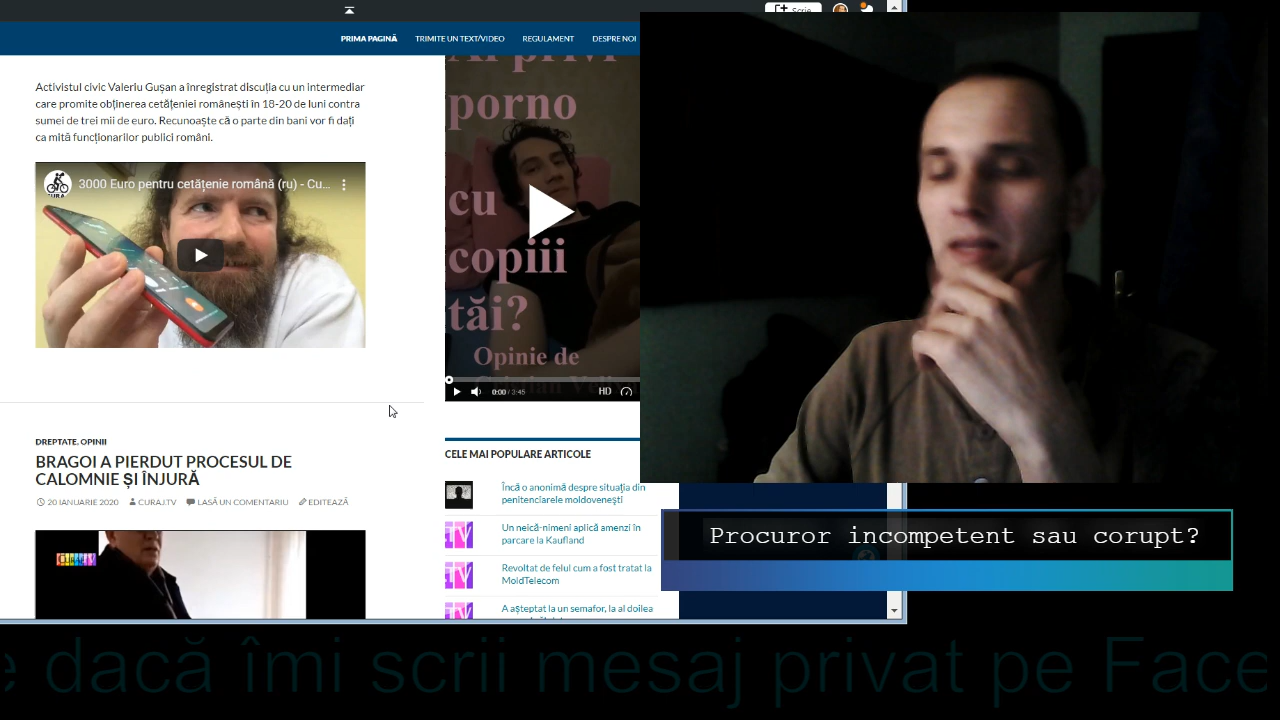 Scrie
PRIMA PAGINĂ
TRIMITE UN TEXT/VIDEO
REGULAMENT
DESPRE NOI
Activistul civic Valeriu Gușan a înregistrat discuția cu un intermediar
care promite obținerea cetățeniei românești în 18-20 de luni contra
sumei de trei mii de euro. Recunoaște că o parte din bani vor fi dați
ca mită funcționarilor publici români.
CURA
3000 Euro pentru cetățenie română (ru) - Cu...
porno
cu
copiii
tăi?
Opinie de
0:00 / 3:45
HD
DREPTATE, OPINII
BRAGOI A PIERDUT PROCESUL DE
CALOMNIE ȘI ÎNJURĂ
20 IANUARIE 2020
CURAJ.TV
LASĂ UN COMENTARIU
EDITEAZĂ
CELE MAI POPULARE ARTICOLE
Încă o anonimă despre situația din
penitenciarele moldovenești
Un neică-nimeni aplică amenzi în
parcare la Kaufland
Revoltat de felul cum a fost tratat la
MoldTelecom
A așteptat la un semafor, la al doilea
Procuror incompetent sau corupt?
dacă îmi scrii mesaj privat pe Face